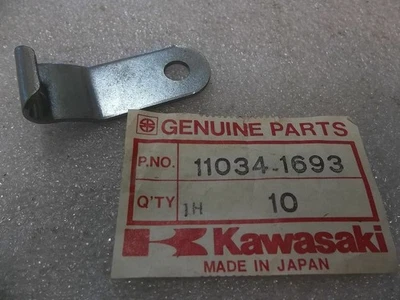 GENUINE PARTS
P.NO. 11034-1693
Q'TY 1H 10
Kawasaki
MADE IN JAPAN